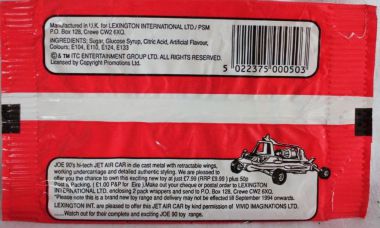 Manufactured in U.K. for LEXINGTON INTERNATIONAL LTD./ PSM
P.O. Box 128, Crewe CW2 6XQ.
INGREDIENTS: Sugar, Glucose Syrup, Citric Acid, Artificial Flavour,
Colours: E104, E110, E124, E133
© & ™ ITC ENTERTAINMENT GROUP LTD. ALL RIGHTS RESERVED.
Licensed by Copyright Promotions Ltd.
5 022375 000503
JOE 90's hi-tech JET AIR CAR in die cast metal with retractable wings,
working undercarriage and detailed authentic styling. We are pleased to
offer you the chance to own this exciting new toy at just £7.99 (RRP £9.99) plus 50p
Post & Packing, ( £1.00 P&P for Eire ).Make out your cheque or postal order to LEXINGTON
INTERNATIONAL LTD. enclosing 2 pack wrappers and send to P.O. Box 128, Crewe CW2 6XQ.
*Please note this is a brand new toy range and delivery may not be effected till September 1994 onwards.
LEXINGTON INT. are pleased to offer this JET AIR CAR by kind permission of VIVID IMAGINATIONS LTD.
.....Watch out for their complete and exciting JOE 90 toy range.